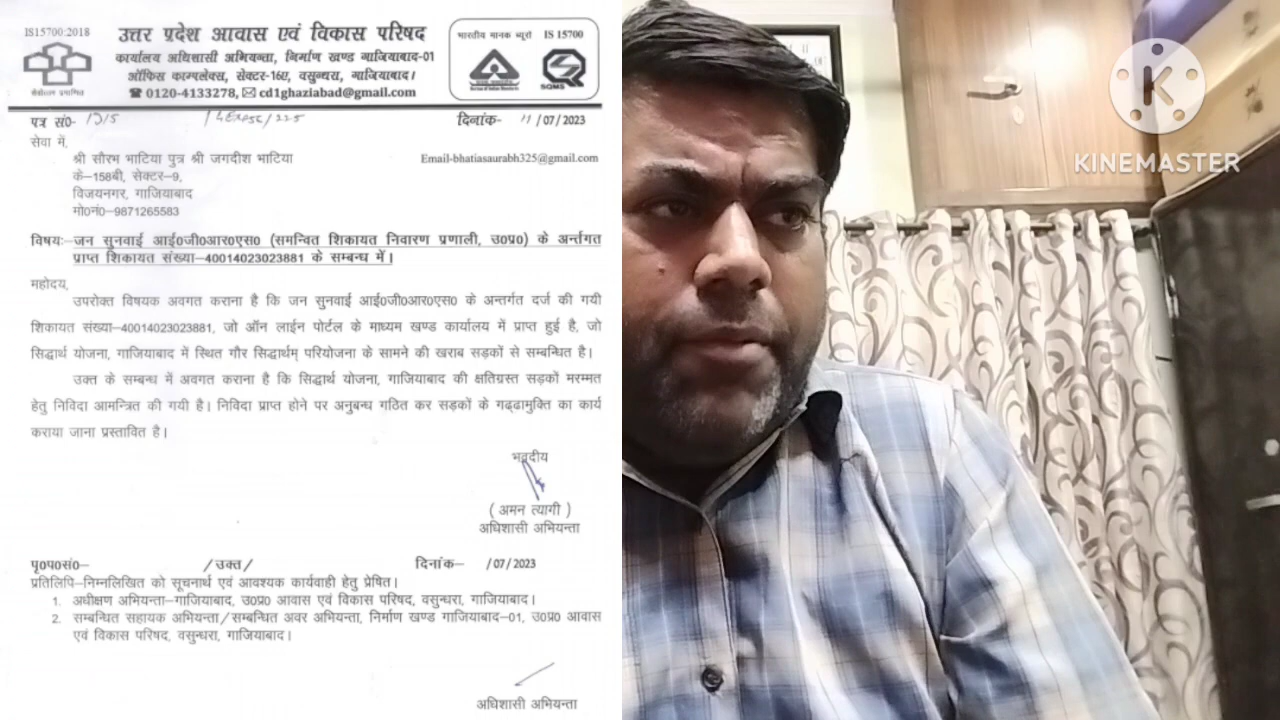 IS15700:2018
सेवोत्तम प्रमाणित
उत्तर प्रदेश आवास एवं विकास परिषद
कार्यालय अधिशासी अभियन्ता, निर्माण खण्ड गाजियाबाद-01
ऑफिस काम्पलेक्स, सेक्टर-16ए, वसुन्धरा, गाजियाबाद।
☎ 0120-4133278, ✉ cd1ghaziabad@gmail.com
भारतीय मानक ब्यूरो IS 15700
SQMS
पत्र सं०-
दिनांक- 11/07/2023
सेवा में,
श्री सौरभ भाटिया पुत्र श्री जगदीश भाटिया
Email-bhatiasaurabh325@gmail.com
के-158बी, सेक्टर-9,
विजयनगर, गाजियाबाद
मो0नं0-9871265583
विषयः-जन सुनवाई आई0जी0आर0एस0 (समन्वित शिकायत निवारण प्रणाली, उ0प्र0) के अर्न्तगत
प्राप्त शिकायत संख्या-40014023023881 के सम्बन्ध में।
महोदय,
उपरोक्त विषयक अवगत कराना है कि जन सुनवाई आई0जी0आर0एस0 के अन्तर्गत दर्ज की गयी
शिकायत संख्या-40014023023881, जो ऑन लाईन पोर्टल के माध्यम खण्ड कार्यालय में प्राप्त हुई है, जो
सिद्धार्थ योजना, गाजियाबाद में स्थित गौर सिद्धार्थम् परियोजना के सामने की खराब सड़कों से सम्बन्धित है।
उक्त के सम्बन्ध में अवगत कराना है कि सिद्धार्थ योजना, गाजियाबाद की क्षतिग्रस्त सड़कों मरम्मत
हेतु निविदा आमन्त्रित की गयी है। निविदा प्राप्त होने पर अनुबन्ध गठित कर सड़कों के गढ्ढामुक्ति का कार्य
कराया जाना प्रस्तावित है।
भवदीय
( अमन त्यागी )
अधिशासी अभियन्ता
पृ0प0सं0- /उक्त/ दिनांक- /07/2023
प्रतिलिपि-निम्नलिखित को सूचनार्थ एवं आवश्यक कार्यवाही हेतु प्रेषित।
1. अधीक्षण अभियन्ता-गाजियाबाद, उ0प्र0 आवास एवं विकास परिषद, वसुन्धरा, गाजियाबाद।
2. सम्बन्धित सहायक अभियन्ता/सम्बन्धित अवर अभियन्ता, निर्माण खण्ड गाजियाबाद-01, उ0प्र0 आवास
एवं विकास परिषद, वसुन्धरा, गाजियाबाद।
अधिशासी अभियन्ता
K
KINEMASTER